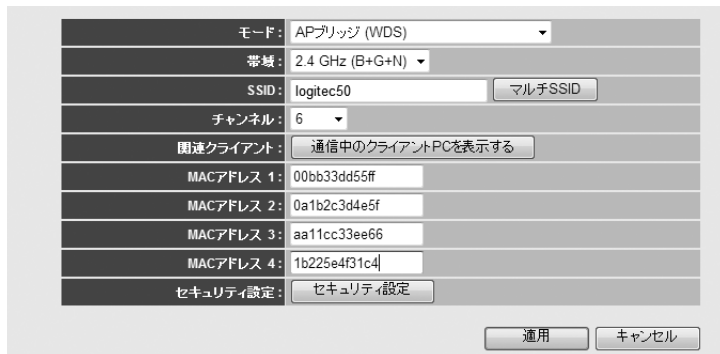 モード: APブリッジ (WDS)
帯域: 2.4 GHz (B+G+N)
SSID: logitec50 マルチSSID
チャンネル: 6
関連クライアント: 通信中のクライアントPCを表示する
MACアドレス 1: 00bb33dd55ff
MACアドレス 2: 0a1b2c3d4e5f
MACアドレス 3: aa11cc33ee66
MACアドレス 4: 1b225e4f31c4
セキュリティ設定: セキュリティ設定
適用 キャンセル